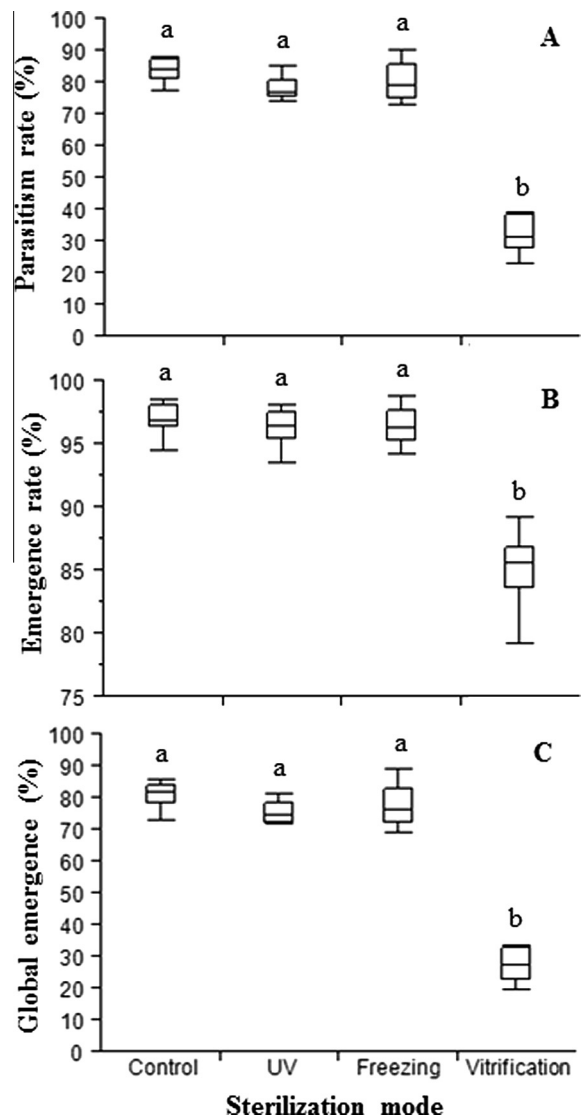 A
Parasitism rate (%)
100
90
80
70
60
50
40
30
20
10
0
a
a
a
b
B
Emergence rate (%)
100
95
90
85
80
75
a
a
a
b
C
Global emergence (%)
100
90
80
70
60
50
40
30
20
10
0
a
a
a
b
Control UV Freezing Vitrification
Sterilization mode